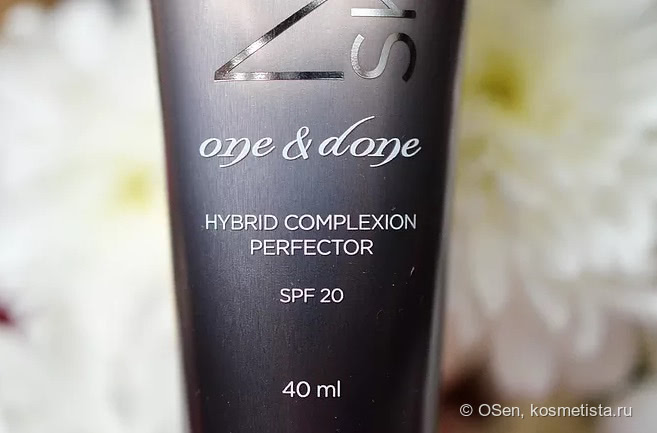 one & done
HYBRID COMPLEXION
PERFECTOR
SPF 20
40 ml
© OSen, kosmetista.ru